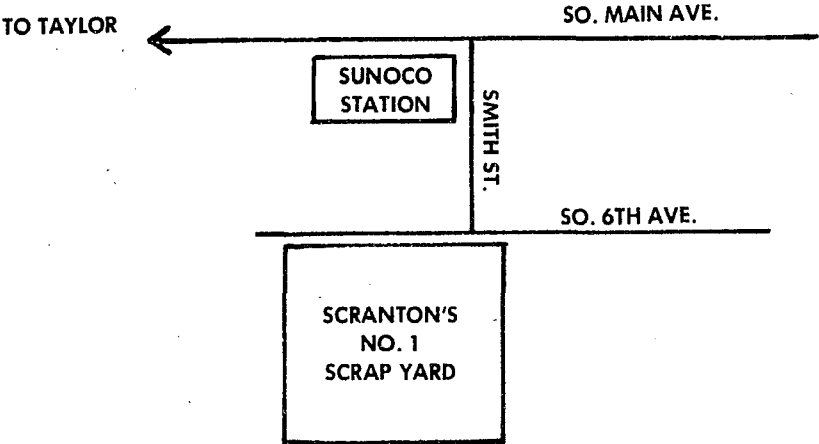 SO. MAIN AVE.
TO TAYLOR
SUNOCO
STATION
SMITH ST.
SO. 6TH AVE.
SCRANTON'S
NO. 1
SCRAP YARD